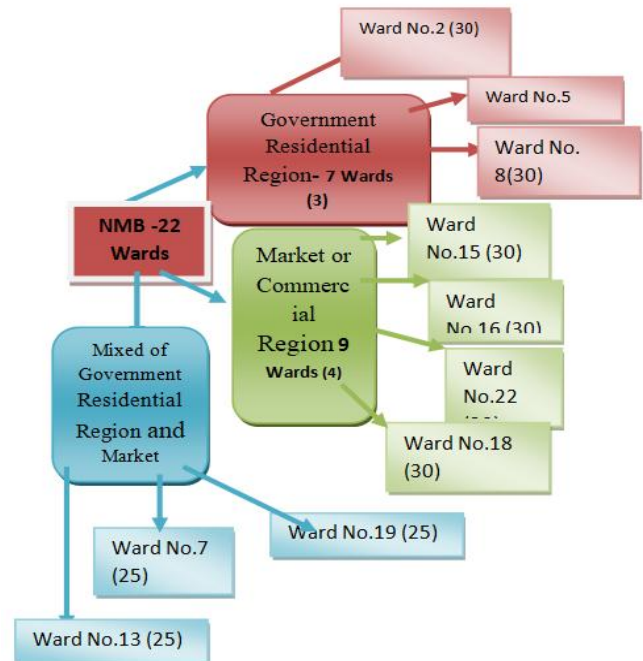 Ward No.2 (30)
Government
Residential
Region- 7 Wards
(3)
Ward No.5
Ward No.
8(30)
NMB -22
Wards
Market or
Commerc
ial
Region 9
Wards (4)
Ward
No.15 (30)
Ward
No.16 (30)
Ward
No.22
Ward No.18
(30)
Mixed of
Government
Residential
Region and
Market
Ward No.19 (25)
Ward No.7
(25)
Ward No.13 (25)